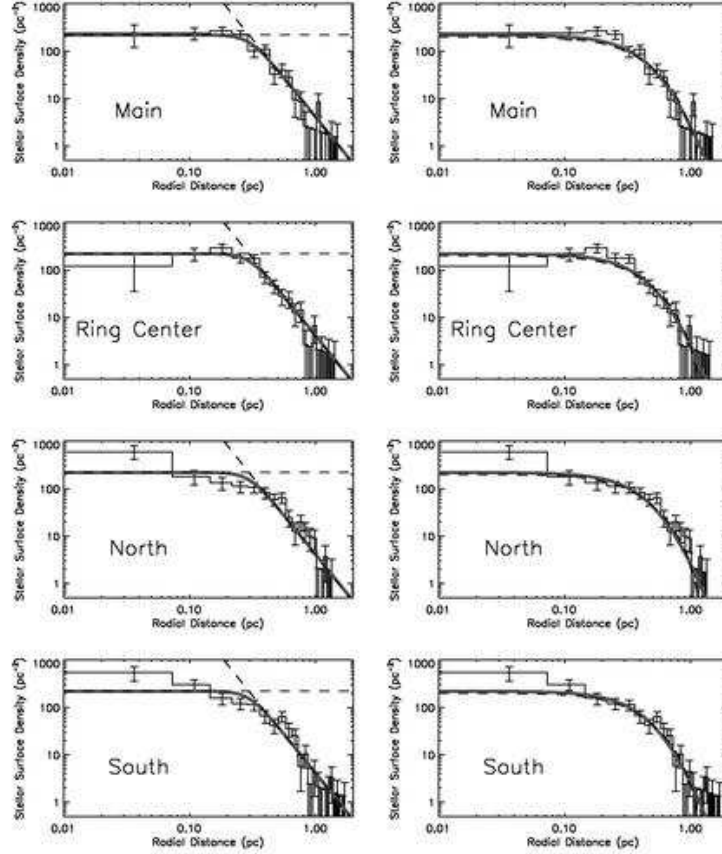 Stellar Surface Density (pc⁻²)
1000
100
10
1
Main
0.01 0.10 1.00
Radial Distance (pc)
Stellar Surface Density (pc⁻²)
1000
100
10
1
Main
0.01 0.10 1.00
Radial Distance (pc)
Stellar Surface Density (pc⁻²)
1000
100
10
1
Ring Center
0.01 0.10 1.00
Radial Distance (pc)
Stellar Surface Density (pc⁻²)
1000
100
10
1
Ring Center
0.01 0.10 1.00
Radial Distance (pc)
Stellar Surface Density (pc⁻²)
1000
100
10
1
North
0.01 0.10 1.00
Radial Distance (pc)
Stellar Surface Density (pc⁻²)
1000
100
10
1
North
0.01 0.10 1.00
Radial Distance (pc)
Stellar Surface Density (pc⁻²)
1000
100
10
1
South
0.01 0.10 1.00
Radial Distance (pc)
Stellar Surface Density (pc⁻²)
1000
100
10
1
South
0.01 0.10 1.00
Radial Distance (pc)